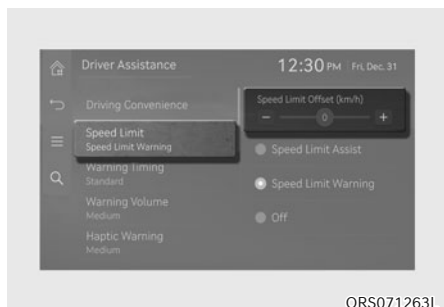 Driver Assistance
12:30 PM Fri, Dec. 31
Driving Convenience
Speed Limit
Speed Limit Warning
Warning Timing
Standard
Warning Volume
Medium
Haptic Warning
Medium
Speed Limit Offset (km/h)
− 0 +
Speed Limit Assist
Speed Limit Warning
Off
ORS071263L